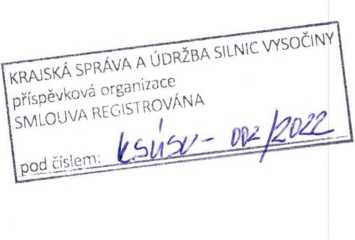 KRAJSKÁ SPRÁVA A ÚDRŽBA SILNIC VYSOČINY
příspěvková organizace
SMLOUVA REGISTROVÁNA
pod číslem: KSÚSV- 002/2022